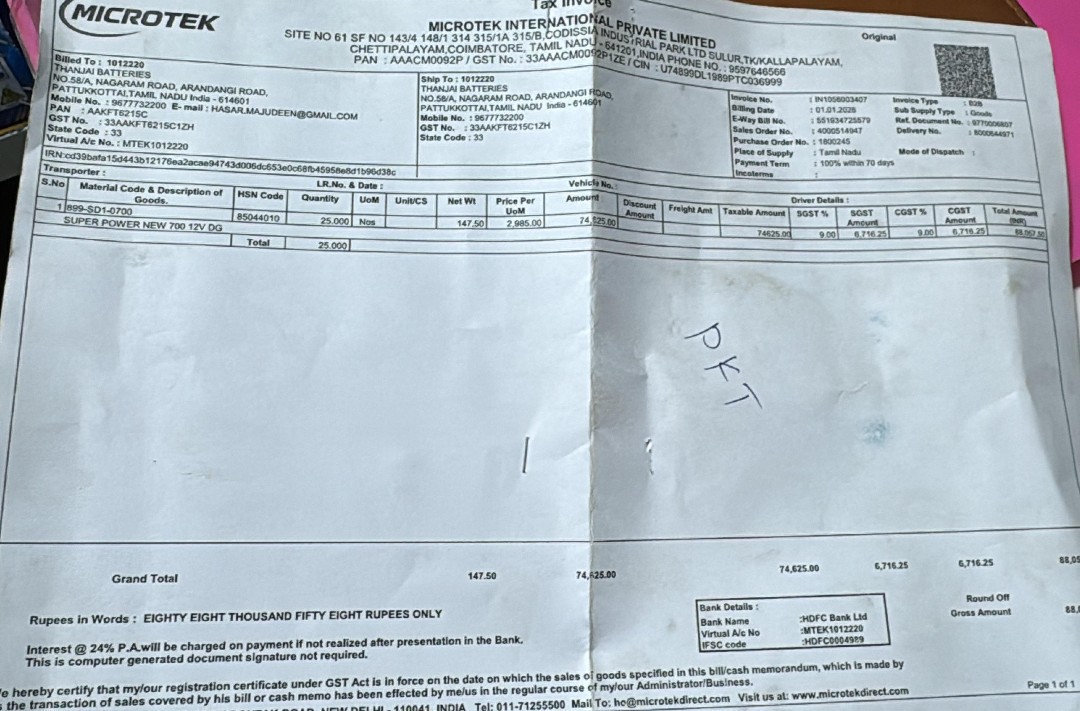 Tax Invoice
Original
MICROTEK
MICROTEK INTERNATIONAL PRIVATE LIMITED
SITE NO 61 SF NO 143/4 148/1 314 315/1A 315/B,CODISSIA INDUSTRIAL PARK LTD SULUR,TK/KALLAPALAYAM,
CHETTIPALAYAM,COIMBATORE, TAMIL NADU - 641201,INDIA PHONE NO. : 9597646566
PAN : AAACM0092P / GST No. : 33AAACM0092P1ZE / CIN : U74899DL1989PTC036999
Billed To : 1012220
THANJAI BATTERIES
NO.58/A, NAGARAM ROAD, ARANDANGI ROAD,
PATTUKKOTTAI,TAMIL NADU India - 614601
Mobile No. : 9677732200 E- mail : HASAR.MAJUDEEN@GMAIL.COM
PAN : AAKFT6215C
GST No. : 33AAKFT6215C1ZH
State Code : 33
Virtual A/c No. : MTEK1012220
Ship To : 1012220
THANJAI BATTERIES
NO.58/A, NAGARAM ROAD, ARANDANGI ROAD,
PATTUKKOTTAI,TAMIL NADU India - 614601
Mobile No. : 9677732200
GST No. : 33AAKFT6215C1ZH
State Code : 33
Invoice No. : IN1056003407 Invoice Type : B2B
Billing Date : 01.01.2026 Sub Supply Type : Goods
E-Way Bill No. : 551934725579 Ref. Document No. : 9770006807
Sales Order No. : 4000514947 Delivery No. : 8000644971
Purchase Order No. : 1800245
Place of Supply : Tamil Nadu Mode of Dispatch :
Payment Term : 100% within 70 days
Incoterms :
IRN:cd39bafa15d443b12176ea2acae94743d006dc653e0c68fb45958e8d1b96d38c
Transporter : LR.No. & Date : Vehicle No. : Driver Details :
S.No Material Code & Description of Goods. HSN Code Quantity UoM Unit/CS Net Wt Price Per UoM Amount Discount Amount Freight Amt Taxable Amount SGST % SGST Amount CGST % CGST Amount Total Amount (INR)
1 899-SD1-0700 85044010 25.000 Nos 147.50 2,985.00 74,625.00 74625.00 9.00 6,716.25 9.00 6,716.25 88,057.50
SUPER POWER NEW 700 12V DG
Total 25.000
PKT
Grand Total 147.50 74,625.00 74,625.00 6,716.25 6,716.25 88,05
Round Off
Gross Amount 88,0
Rupees in Words : EIGHTY EIGHT THOUSAND FIFTY EIGHT RUPEES ONLY
Bank Details :
Bank Name :HDFC Bank Ltd
Virtual A/c No :MTEK1012220
IFSC code :HDFC0004989
Interest @ 24% P.A.will be charged on payment if not realized after presentation in the Bank.
This is computer generated document signature not required.
e hereby certify that my/our registration certificate under GST Act is in force on the date on which the sales of goods specified in this bill/cash memorandum, which is made by
the transaction of sales covered by his bill or cash memo has been effected by me/us in the regular course of my/our Administrator/Business.
Page 1 of 1
ROAD, NEW DELHI - 110041, INDIA Tel: 011-71255500 Mail To: ho@microtekdirect.com Visit us at: www.microtekdirect.com